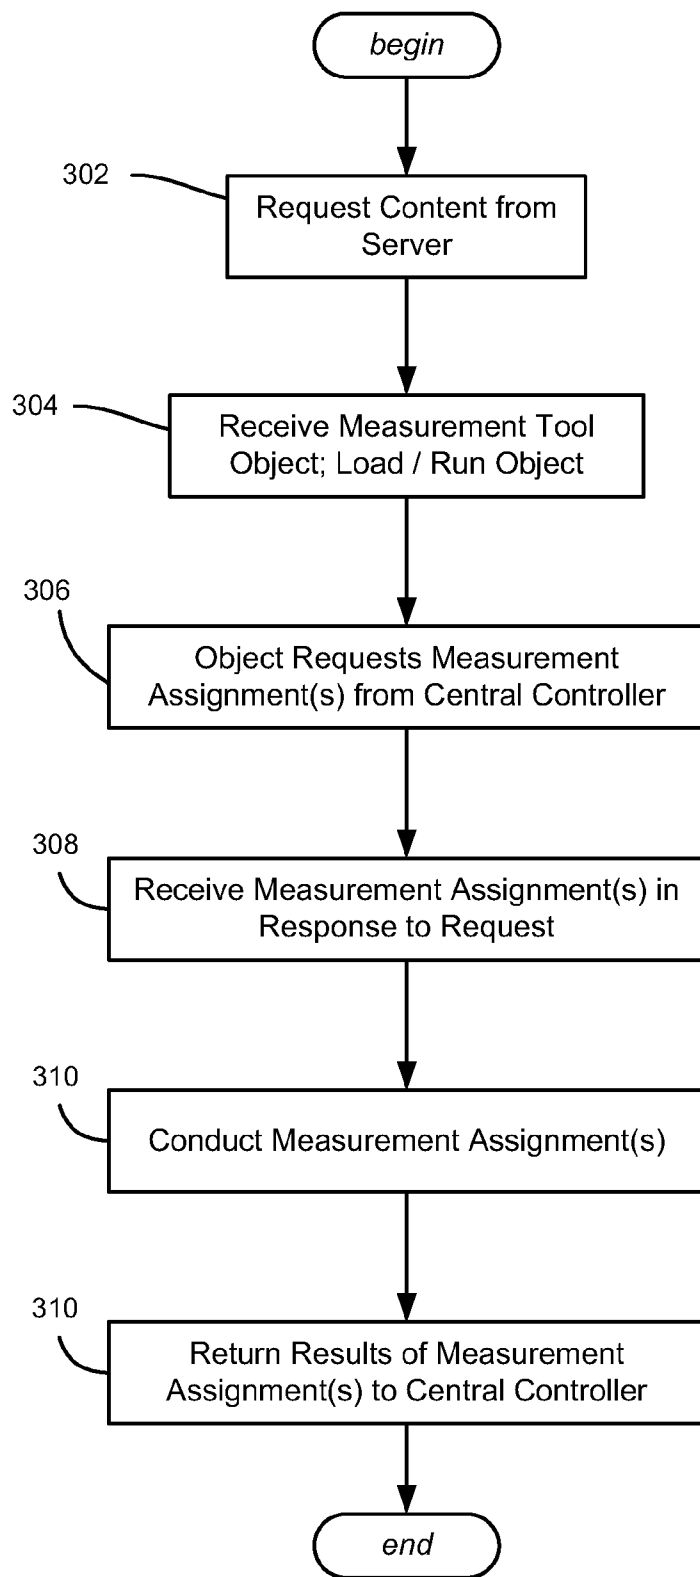 begin
302
Request Content from
Server
304
Receive Measurement Tool
Object; Load / Run Object
306
Object Requests Measurement
Assignment(s) from Central Controller
308
Receive Measurement Assignment(s) in
Response to Request
310
Conduct Measurement Assignment(s)
310
Return Results of Measurement
Assignment(s) to Central Controller
end